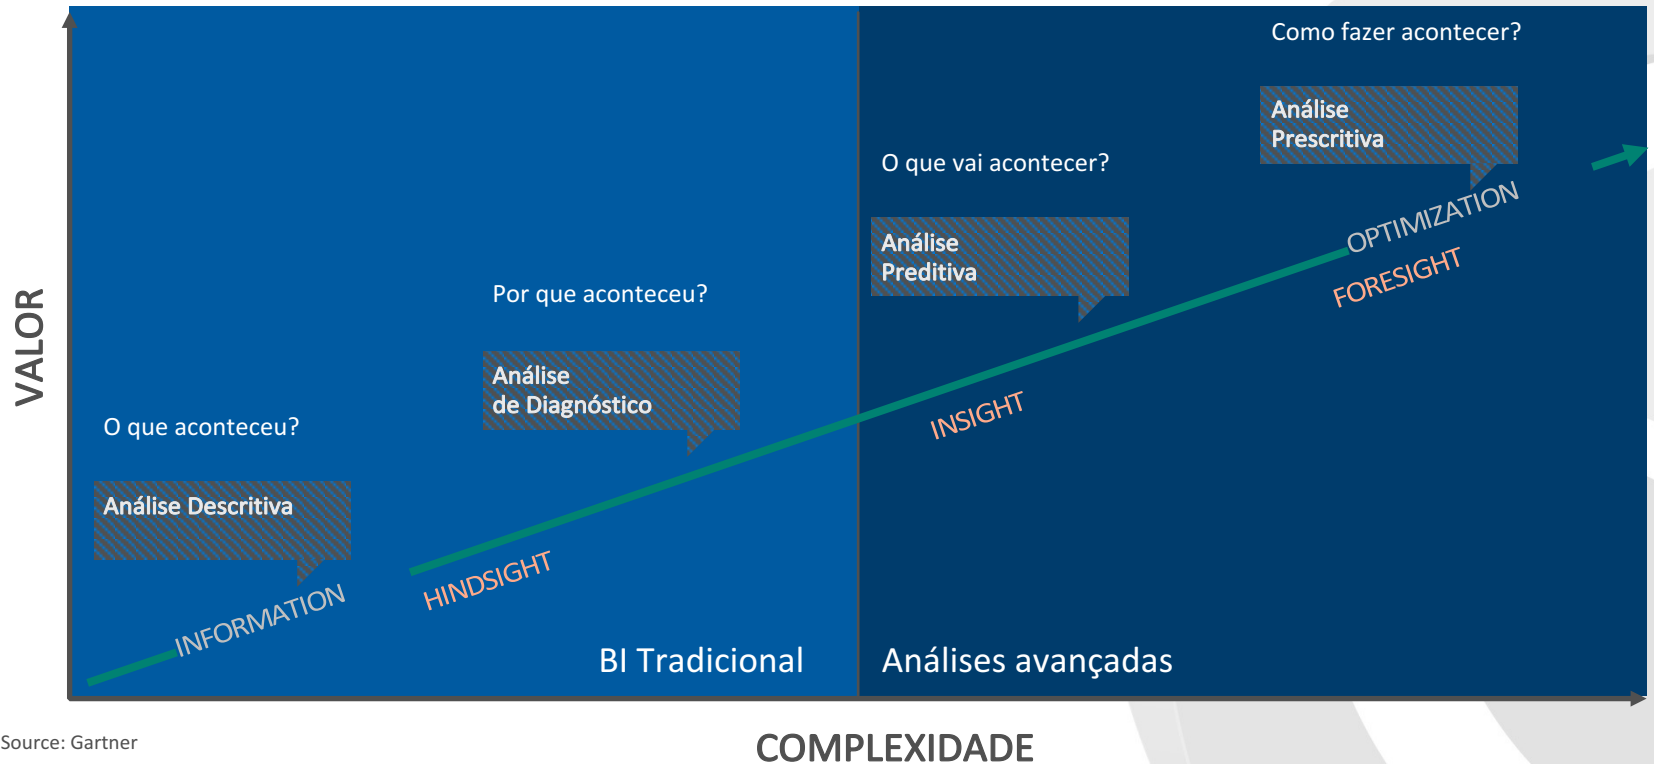 Como fazer acontecer?
Análise
Prescritiva
O que vai acontecer?
OPTIMIZATION
Análise
Preditiva
FORESIGHT
Por que aconteceu?
VALOR
Análise
de Diagnóstico
INSIGHT
O que aconteceu?
Análise Descritiva
HINDSIGHT
INFORMATION
BI Tradicional
Análises avançadas
Source: Gartner
COMPLEXIDADE